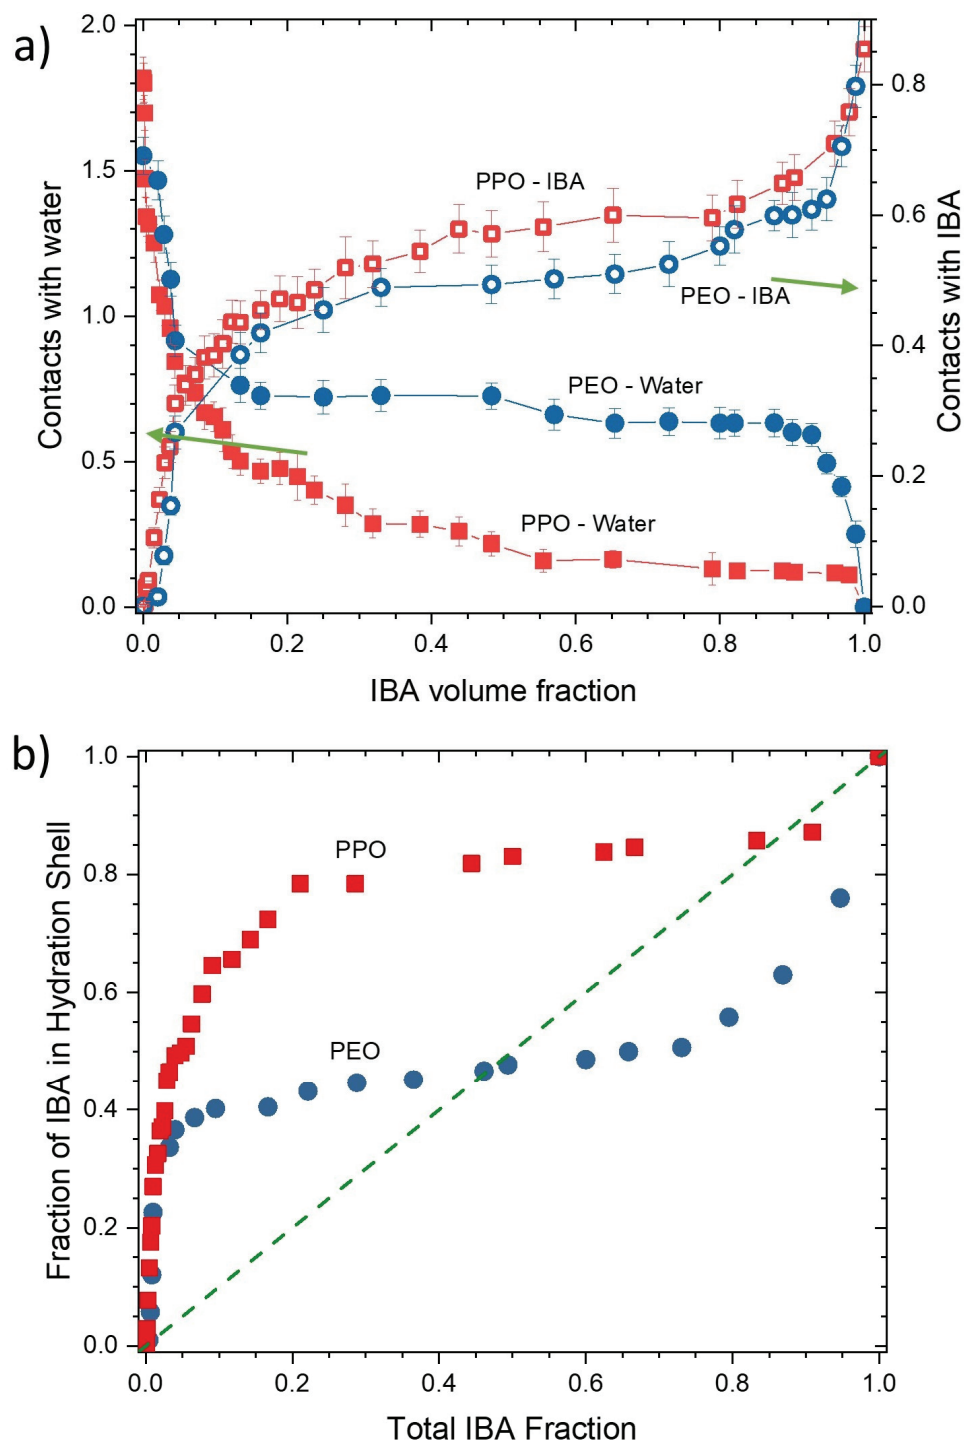 a)
2.0
1.5
1.0
0.5
0.0
Contacts with water
0.8
0.6
0.4
0.2
0.0
Contacts with IBA
PPO - IBA
PEO - IBA
PEO - Water
PPO - Water
0.0 0.2 0.4 0.6 0.8 1.0
IBA volume fraction
b)
1.0
0.8
0.6
0.4
0.2
0.0
Fraction of IBA in Hydration Shell
PPO
PEO
0.0 0.2 0.4 0.6 0.8 1.0
Total IBA Fraction